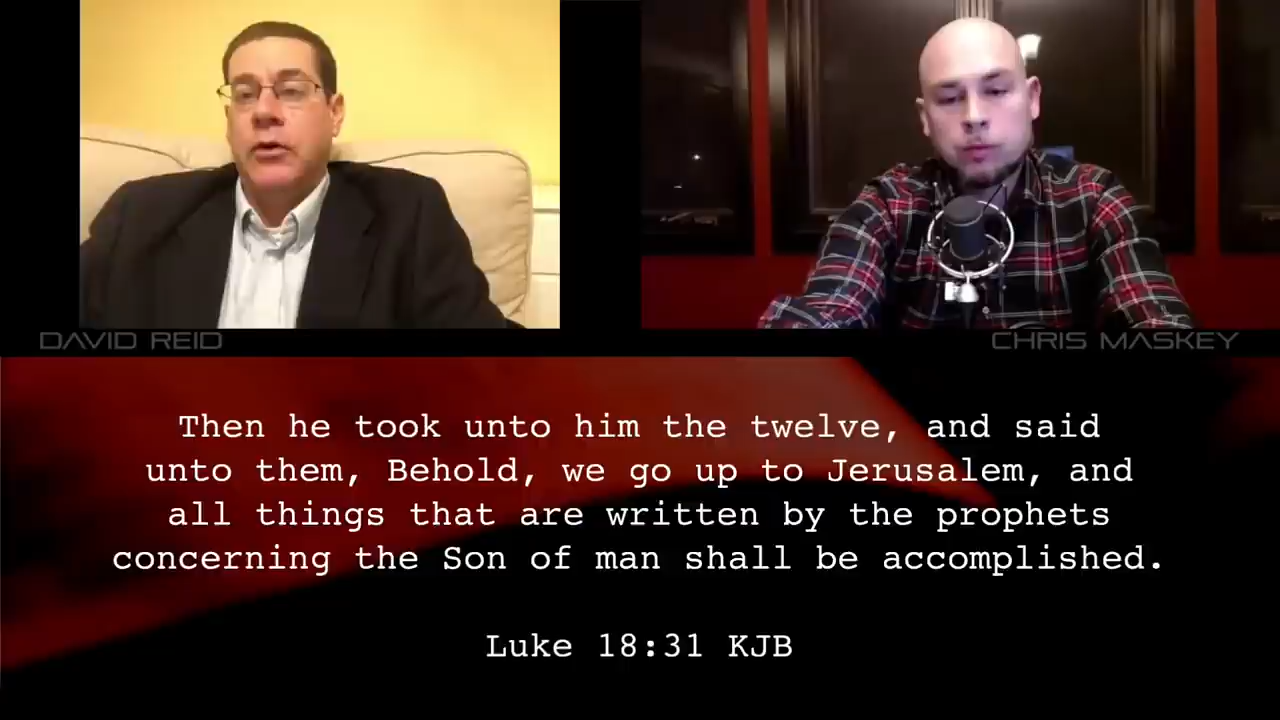 DAVID REID
CHRIS MASKEY
Then he took unto him the twelve, and said
unto them, Behold, we go up to Jerusalem, and
all things that are written by the prophets
concerning the Son of man shall be accomplished.
Luke 18:31 KJB